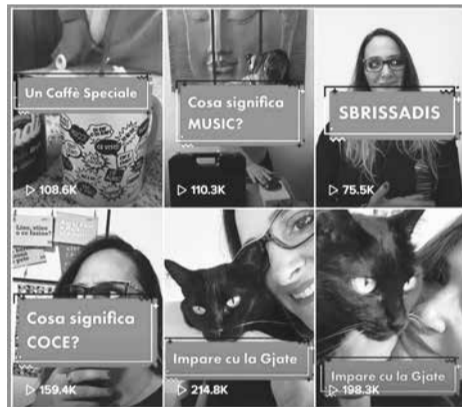 Un Caffè Speciale
108.6K
Cosa significa
MUSIC?
110.3K
SBRISSADIS
75.5K
Cosa significa
COCE?
159.4K
Impare cu la Gjate
214.8K
Impare cu la Gjate
198.3K